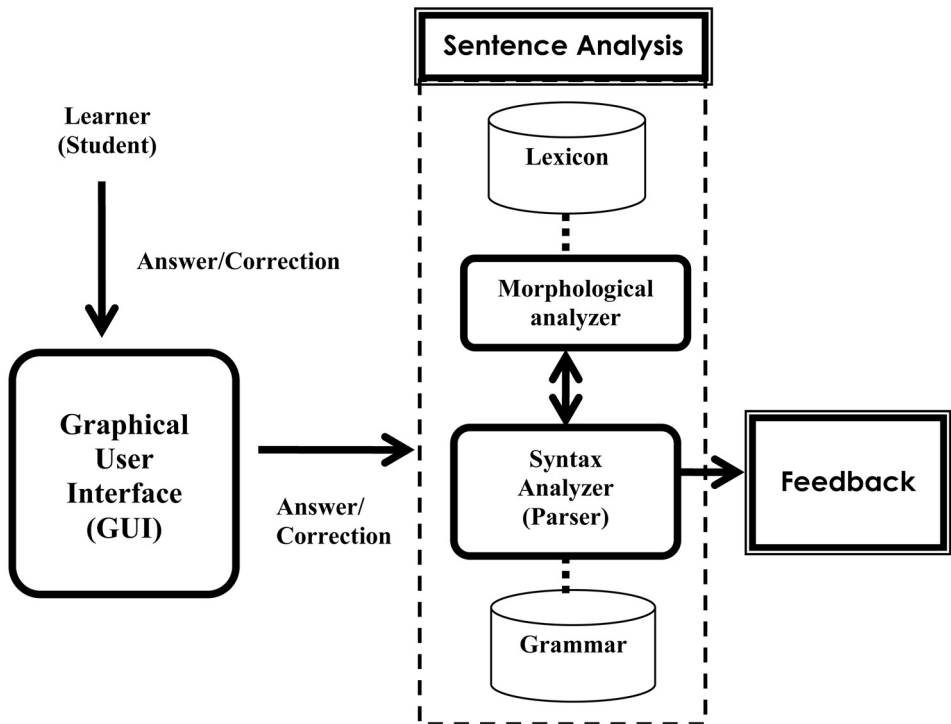 Sentence Analysis
Learner
(Student)
Lexicon
Answer/Correction
Morphological
analyzer
Graphical
User
Interface
(GUI)
Answer/
Correction
Syntax
Analyzer
(Parser)
Feedback
Grammar